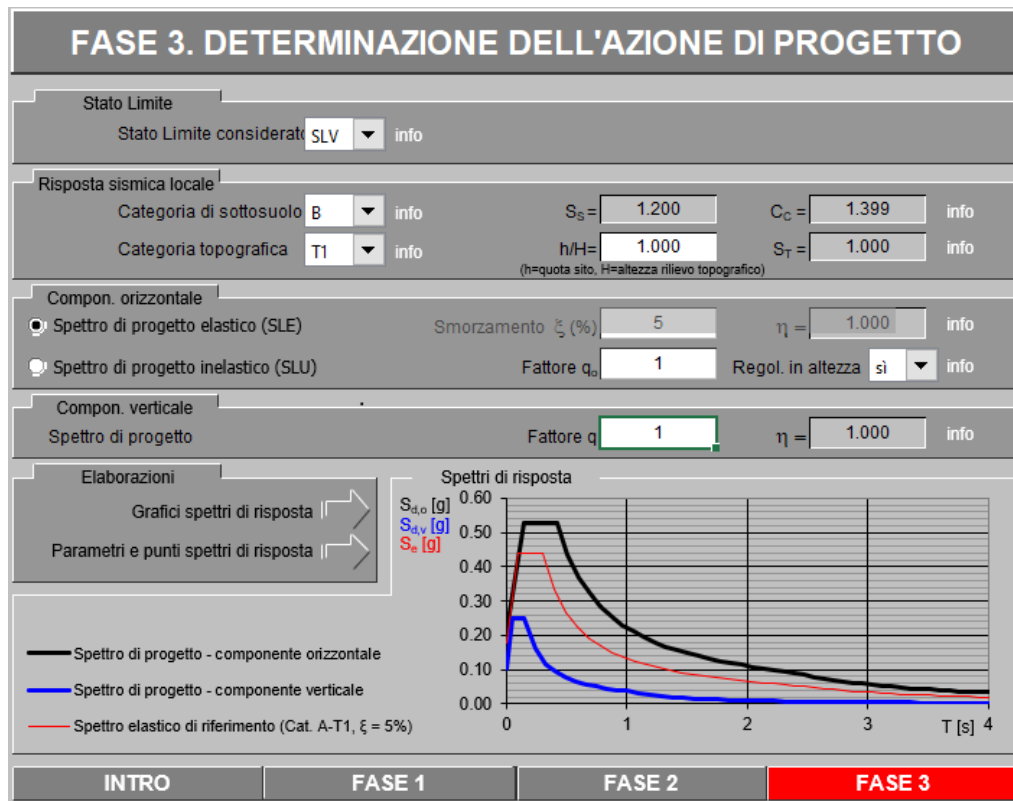 FASE 3. DETERMINAZIONE DELL'AZIONE DI PROGETTO
Stato Limite
Stato Limite considerato SLV info
Risposta sismica locale
Categoria di sottosuolo B info SS = 1.200 CC = 1.399 info
Categoria topografica T1 info h/H= 1.000 ST = 1.000 info
(h=quota sito, H=altezza rilievo topografico)
Compon. orizzontale
Spettro di progetto elastico (SLE) Smorzamento ξ (%) 5 η = 1.000 info
Spettro di progetto inelastico (SLU) Fattore qo 1 Regol. in altezza sì info
Compon. verticale
Spettro di progetto Fattore q 1 η = 1.000 info
Elaborazioni
Grafici spettri di risposta
Parametri e punti spettri di risposta
Spettri di risposta
Sd,o [g]
Sd,v [g]
Se [g]
0.60
0.50
0.40
0.30
0.20
0.10
0.00
0 1 2 3 T [s] 4
Spettro di progetto - componente orizzontale
Spettro di progetto - componente verticale
Spettro elastico di riferimento (Cat. A-T1, ξ = 5%)
INTRO FASE 1 FASE 2 FASE 3